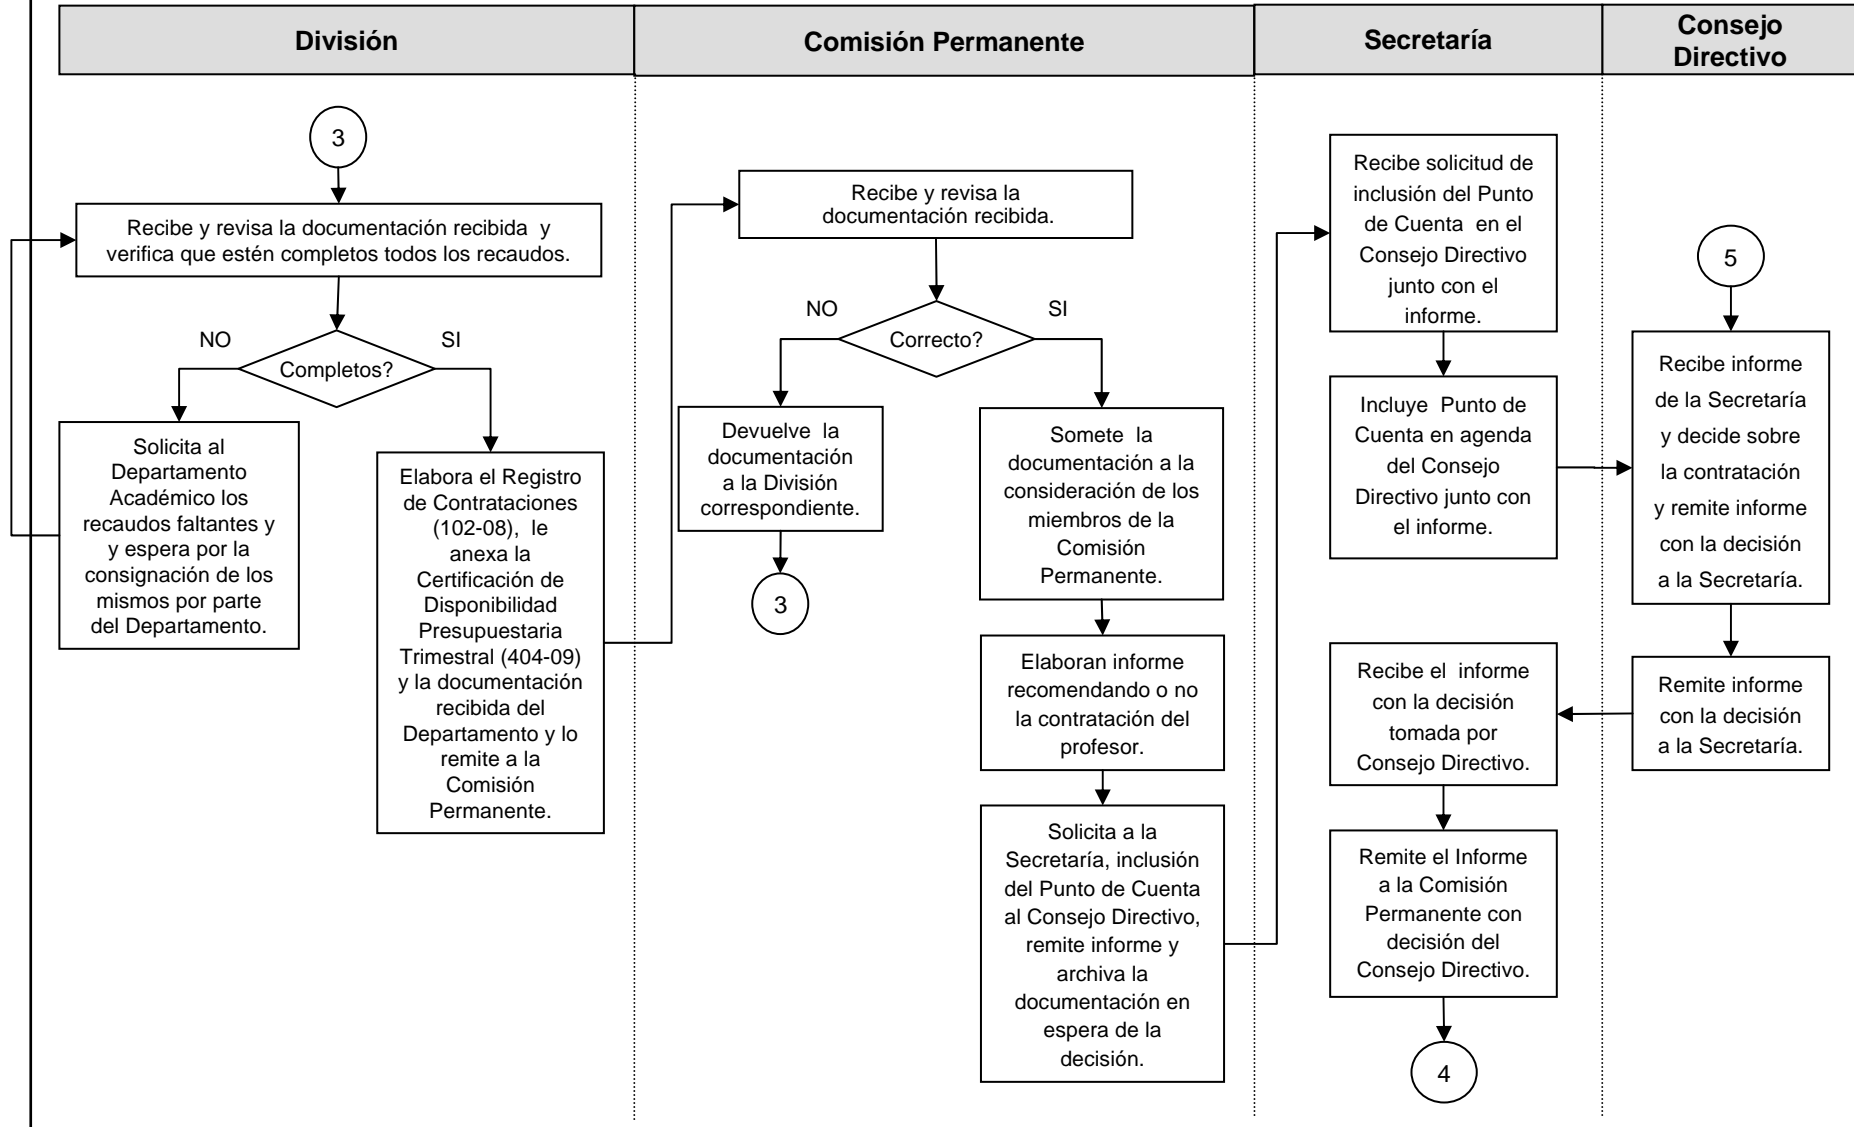 División
Comisión Permanente
Secretaría
Consejo
Directivo
3
Recibe y revisa la documentación recibida  y
verifica que estén completos todos los recaudos.
NO
SI
Completos?
Solicita al
Departamento
Académico los
recaudos faltantes y
y espera por la
consignación de los
mismos por parte
del Departamento.
Elabora el Registro
de Contrataciones
(102-08),  le
anexa la
Certificación de
Disponibilidad
Presupuestaria
Trimestral (404-09)
y la documentación
recibida del
Departamento y lo
remite a la
Comisión
Permanente.
Recibe y revisa la
documentación recibida.
NO
SI
Correcto?
Devuelve  la
documentación
a la División
correspondiente.
3
Somete  la
documentación a la
consideración de los
miembros de la
Comisión
Permanente.
Elaboran informe
recomendando o no
la contratación del
profesor.
Solicita a la
Secretaría, inclusión
del Punto de Cuenta
al Consejo Directivo,
remite informe y
archiva la
documentación en
espera de la
decisión.
Recibe solicitud de
inclusión del Punto
de Cuenta  en el
Consejo Directivo
junto con el
informe.
Incluye  Punto de
Cuenta en agenda
del Consejo
Directivo junto con
el informe.
Recibe el  informe
con la decisión
tomada por
Consejo Directivo.
Remite el Informe
a la Comisión
Permanente con
decisión del
Consejo Directivo.
4
5
Recibe informe
de la Secretaría
y decide sobre
la contratación
y remite informe
con la decisión
a la Secretaría.
Remite informe
con la decisión
a la Secretaría.